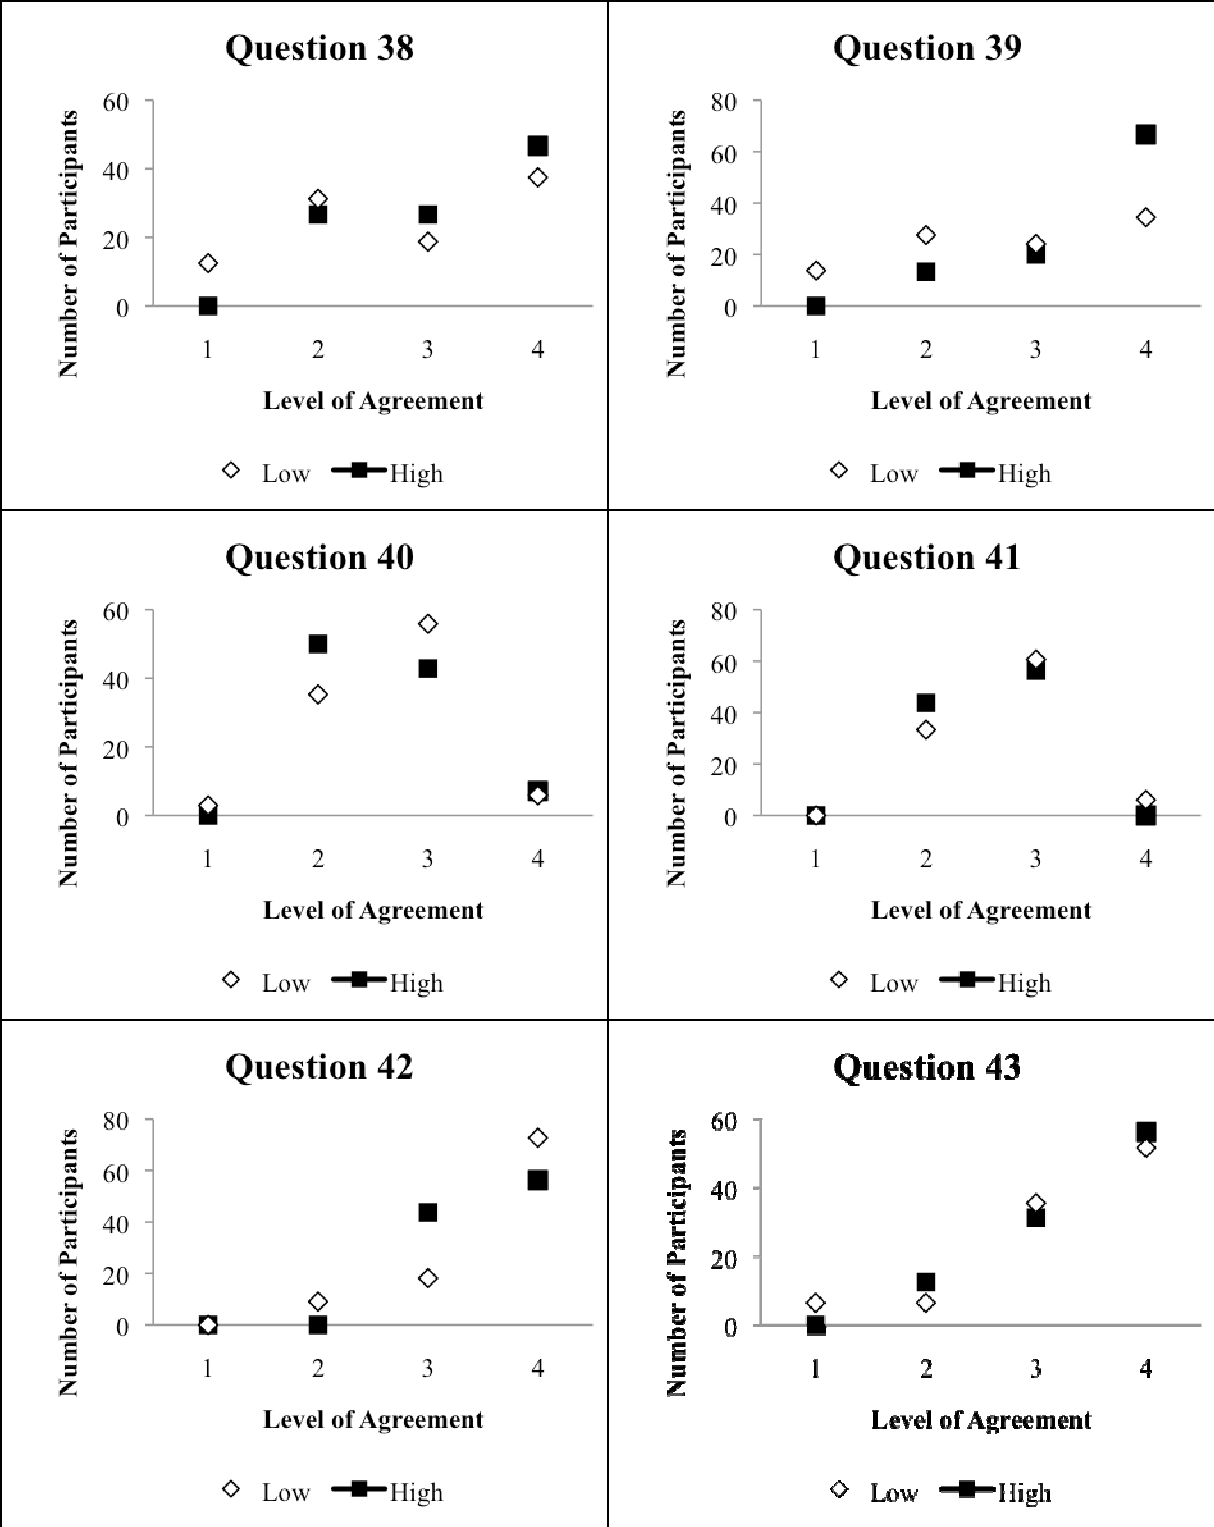 Question 38
60
40
20
0
Number of Participants
1 2 3 4
Level of Agreement
Low High
Question 39
80
60
40
20
0
Number of Participants
1 2 3 4
Level of Agreement
Low High
Question 40
60
40
20
0
Number of Participants
1 2 3 4
Level of Agreement
Low High
Question 41
80
60
40
20
0
Number of Participants
1 2 3 4
Level of Agreement
Low High
Question 42
80
60
40
20
0
Number of Participants
1 2 3 4
Level of Agreement
Low High
Question 43
60
40
20
0
Number of Participants
1 2 3 4
Level of Agreement
Low High